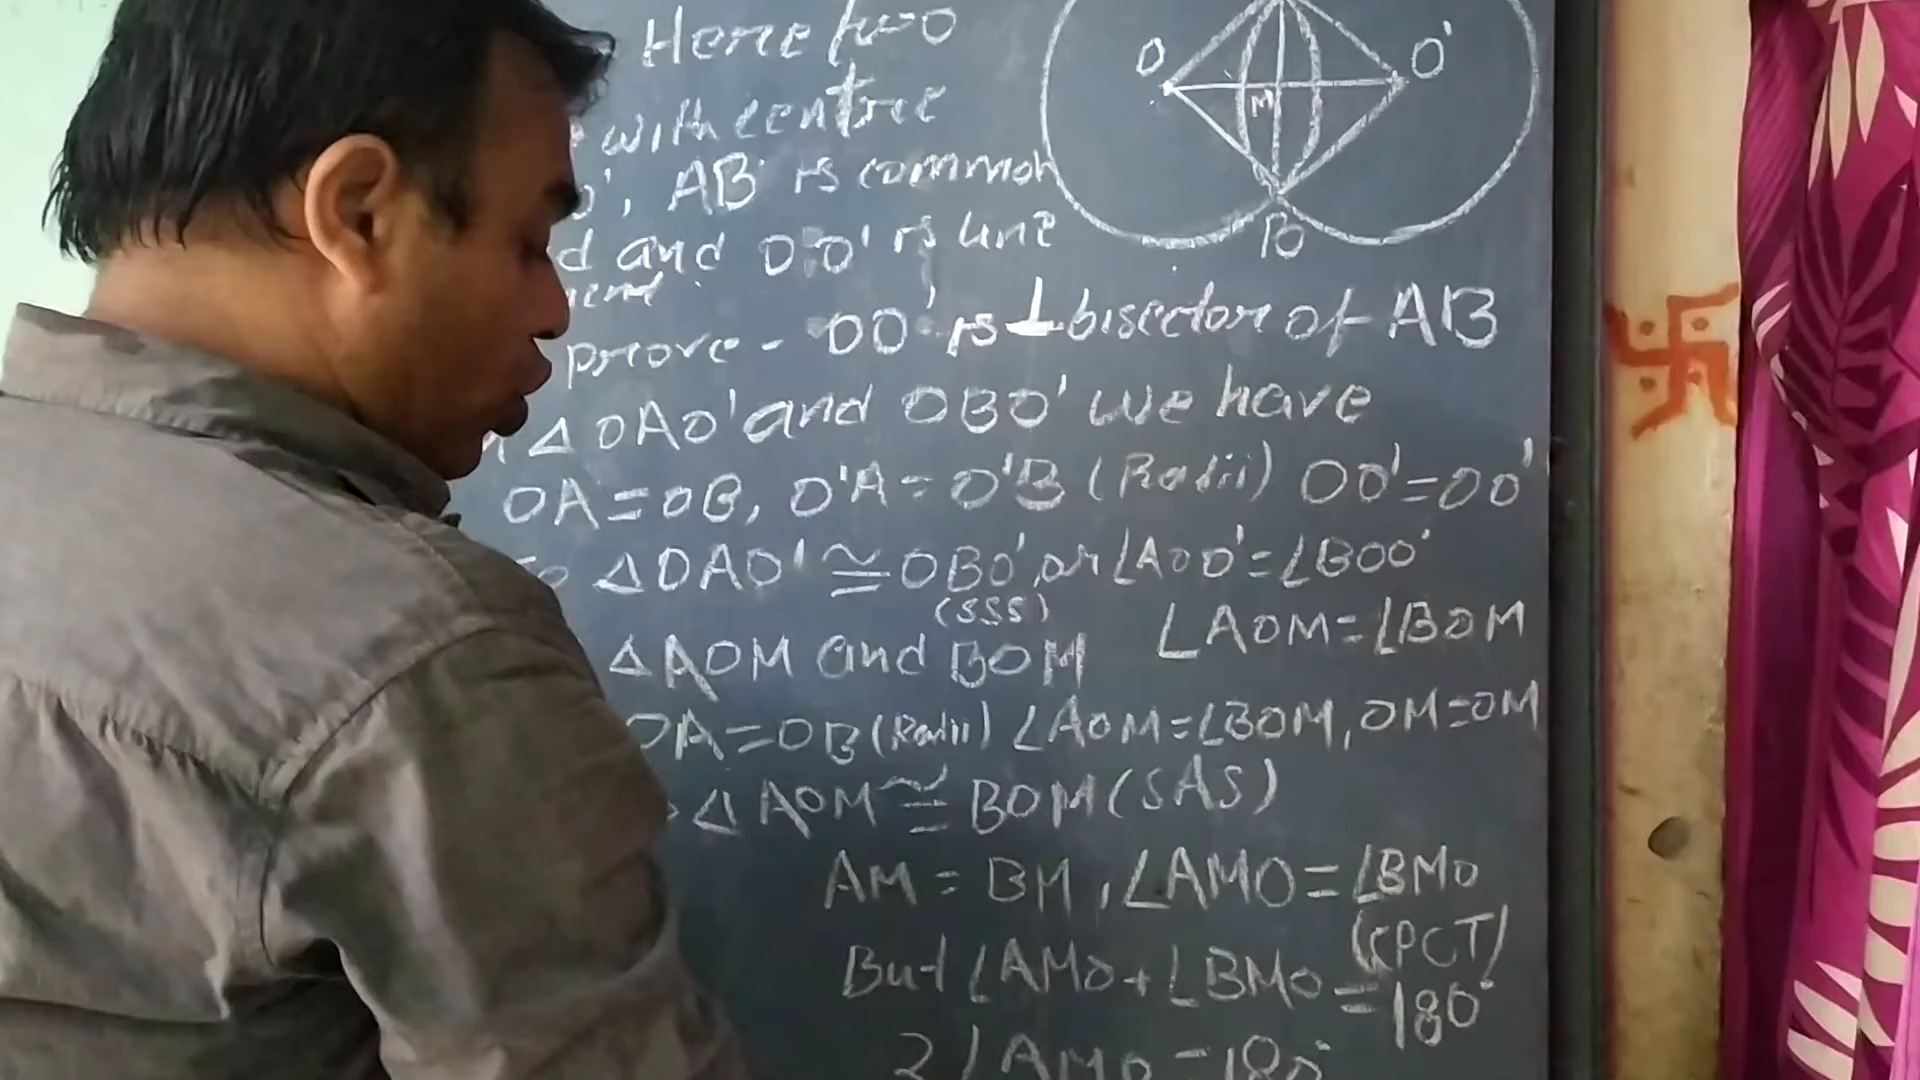 Here two
O O'
M
with centre
O', AB is common
B
d and OO' is line
prove - OO' is ⊥ bisector of AB
△OAO' and OBO' we have
OA=OB, O'A=O'B (Radii) OO'=OO'
△OAO' ≅ OBO' or ∠AOO'=∠BOO'
(SSS)
∠AOM=∠BOM
△AOM and BOM
OA=OB (Radii) ∠AOM=∠BOM, OM=OM
△AOM ≅ BOM (SAS)
AM = BM, ∠AMO = ∠BMO
(CPCT)
But ∠AMO + ∠BMO = 180°
2∠AMO = 180°